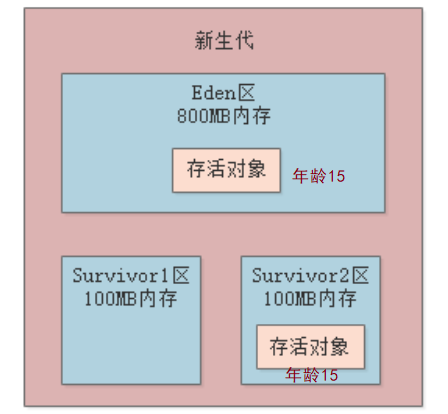 新生代
Eden区
800MB内存
存活对象
年龄15
Survivor1区
100MB内存
Survivor2区
100MB内存
存活对象
年龄15